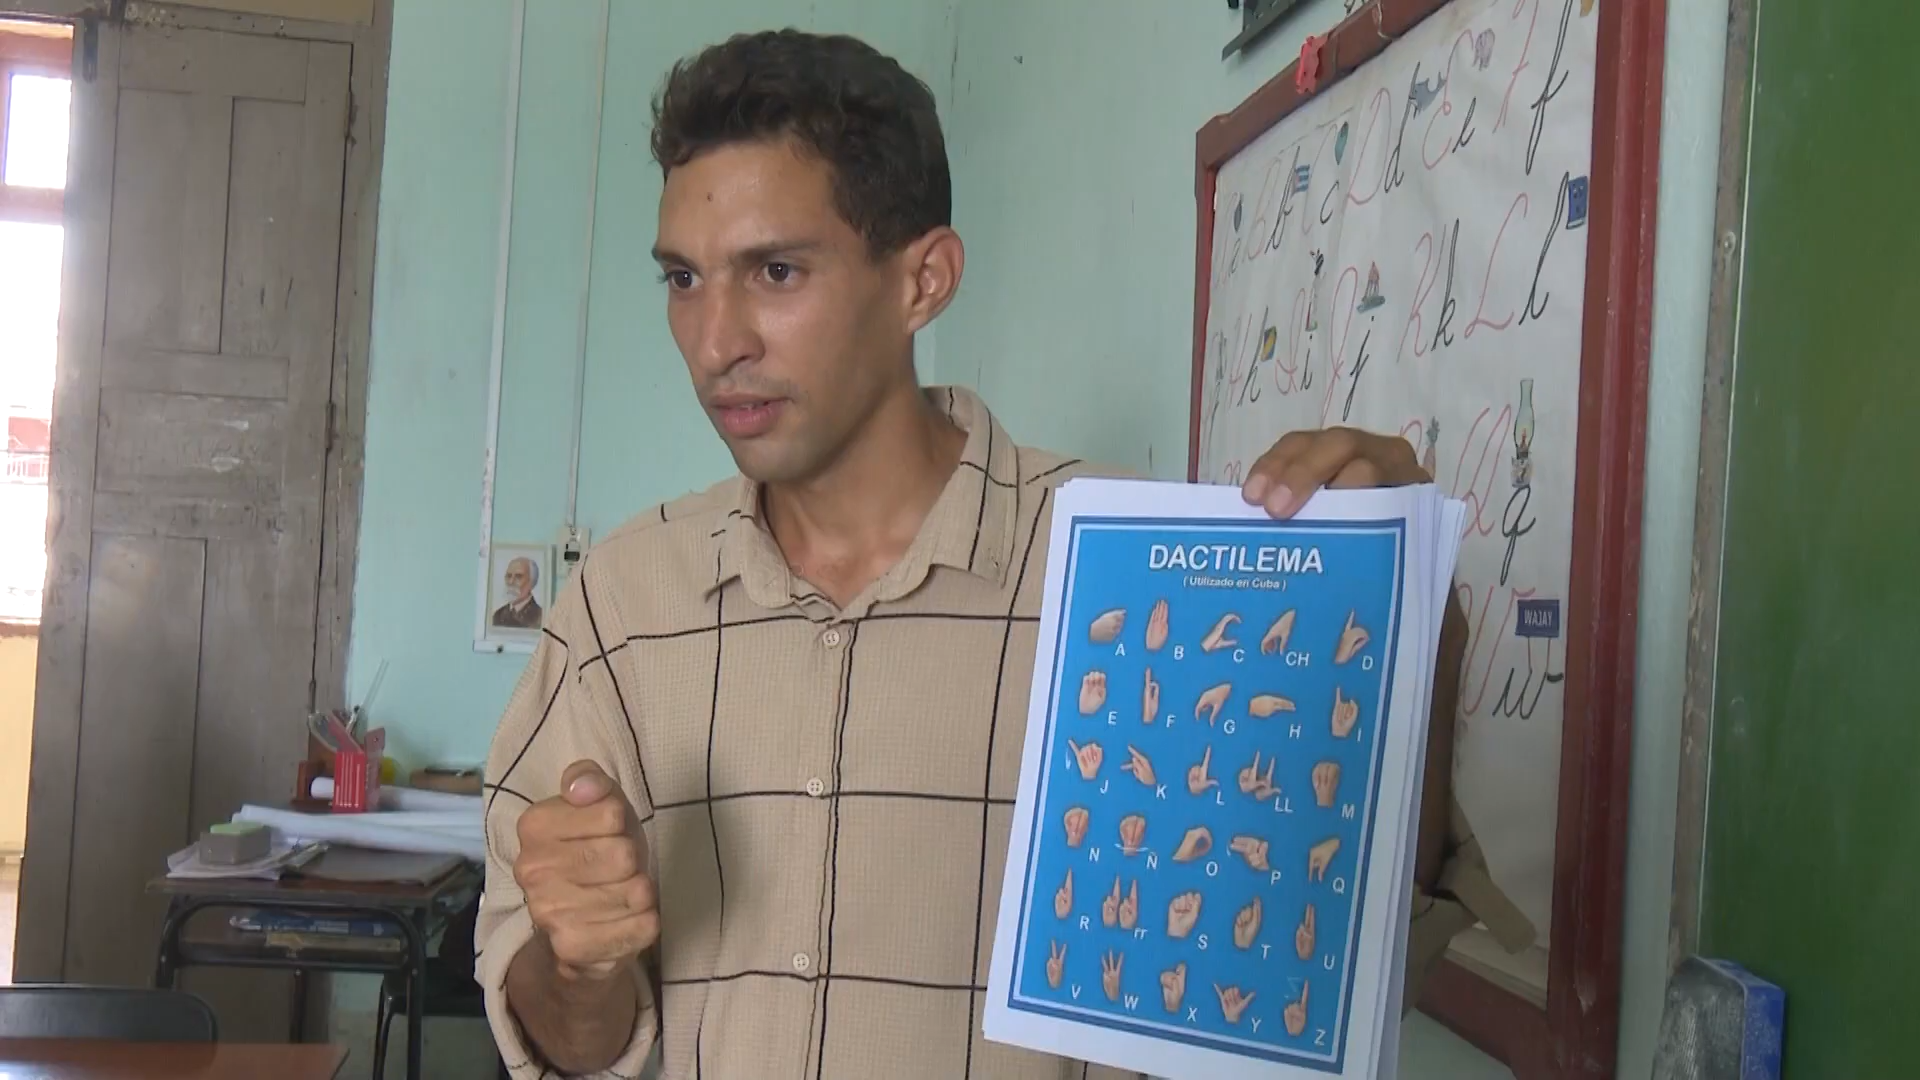 DACTILEMA
( Utilizado en Cuba )
A B C CH D
E F G H I
J K L LL M
N Ñ O P Q
R rr S T U
V W X Y Z
a B b C c D d E e F f
H h I i J j K k L l
Q q
WAJAY
W w